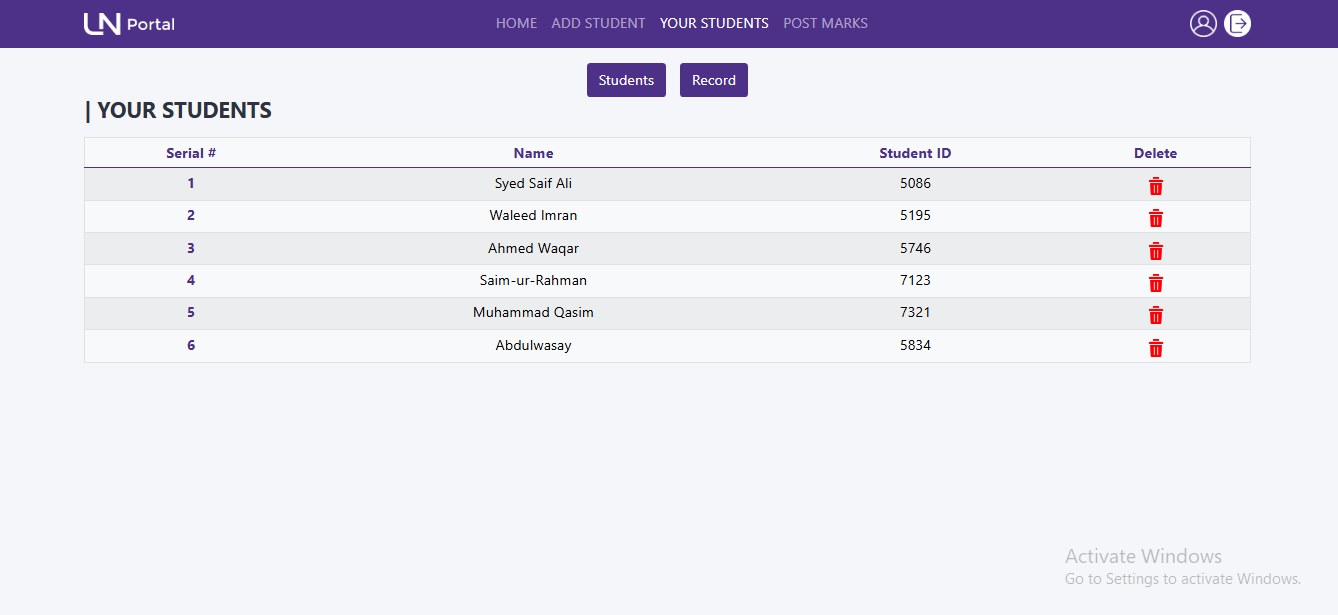 LN Portal HOME ADD STUDENT YOUR STUDENTS POST MARKS
Students Record
| YOUR STUDENTS
Serial # Name Student ID Delete
1 Syed Saif Ali 5086
2 Waleed Imran 5195
3 Ahmed Waqar 5746
4 Saim-ur-Rahman 7123
5 Muhammad Qasim 7321
6 Abdulwasay 5834
Activate Windows
Go to Settings to activate Windows.